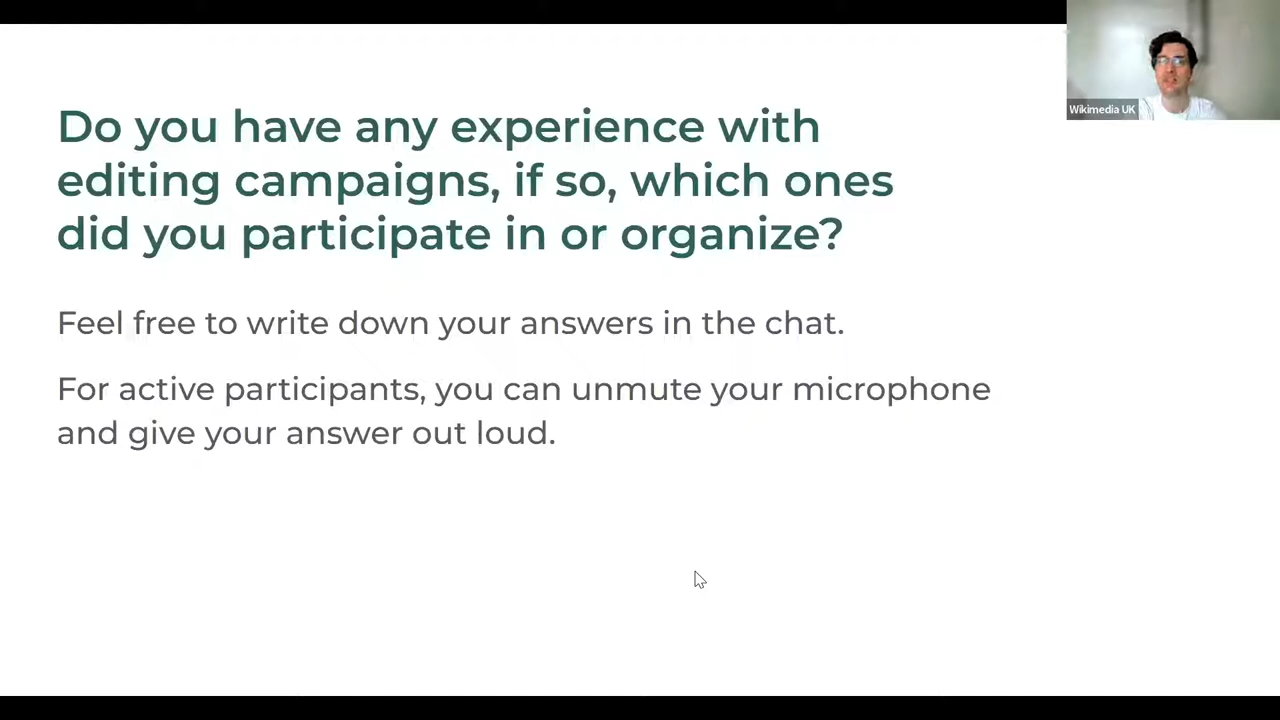 Do you have any experience with
editing campaigns, if so, which ones
did you participate in or organize?
Feel free to write down your answers in the chat.
For active participants, you can unmute your microphone
and give your answer out loud.
Wikimedia UK